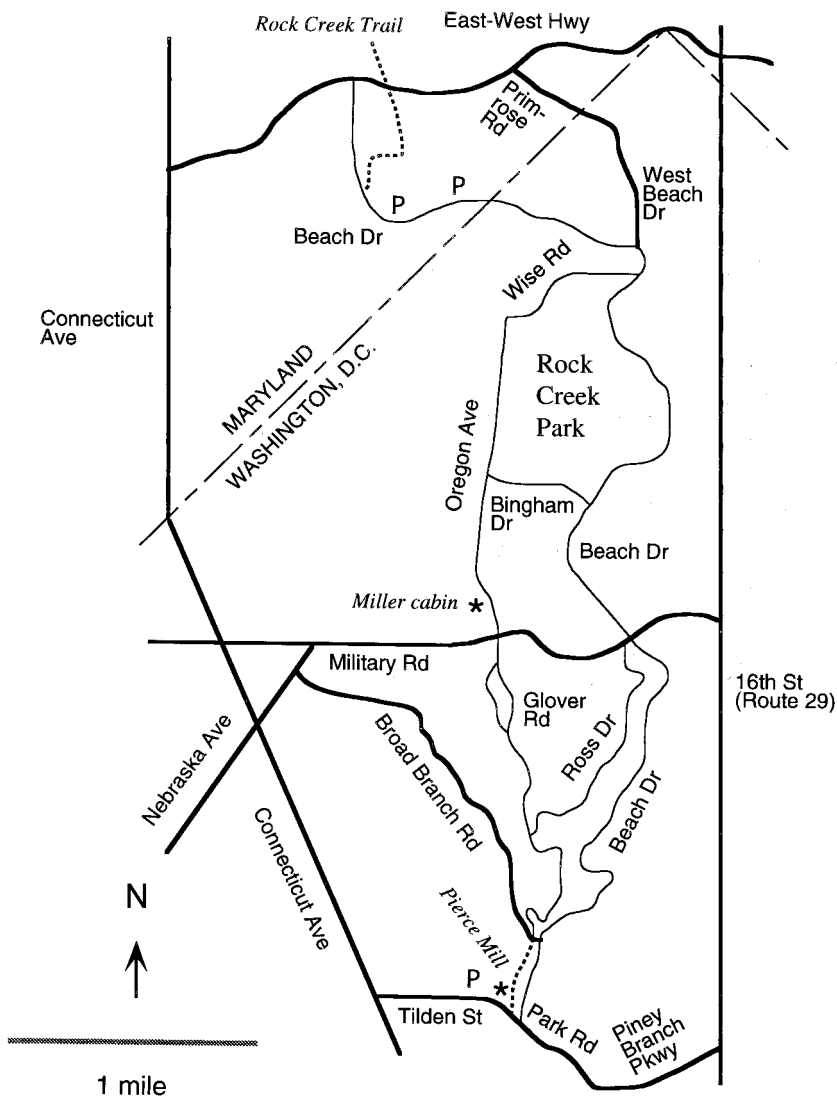 Rock Creek Trail
East-West Hwy
Prim-
rose
Rd
West
Beach
Dr
P
P
Beach Dr
Wise Rd
Connecticut
Ave
MARYLAND
WASHINGTON, D.C.
Rock
Creek
Park
Oregon Ave
Bingham
Dr
Beach Dr
Miller cabin *
Military Rd
16th St
(Route 29)
Glover
Rd
Ross Dr
Nebraska Ave
Broad Branch Rd
Beach Dr
Connecticut Ave
N
Pierce Mill
P
*
Tilden St
Park Rd
Piney
Branch
Pkwy
1 mile